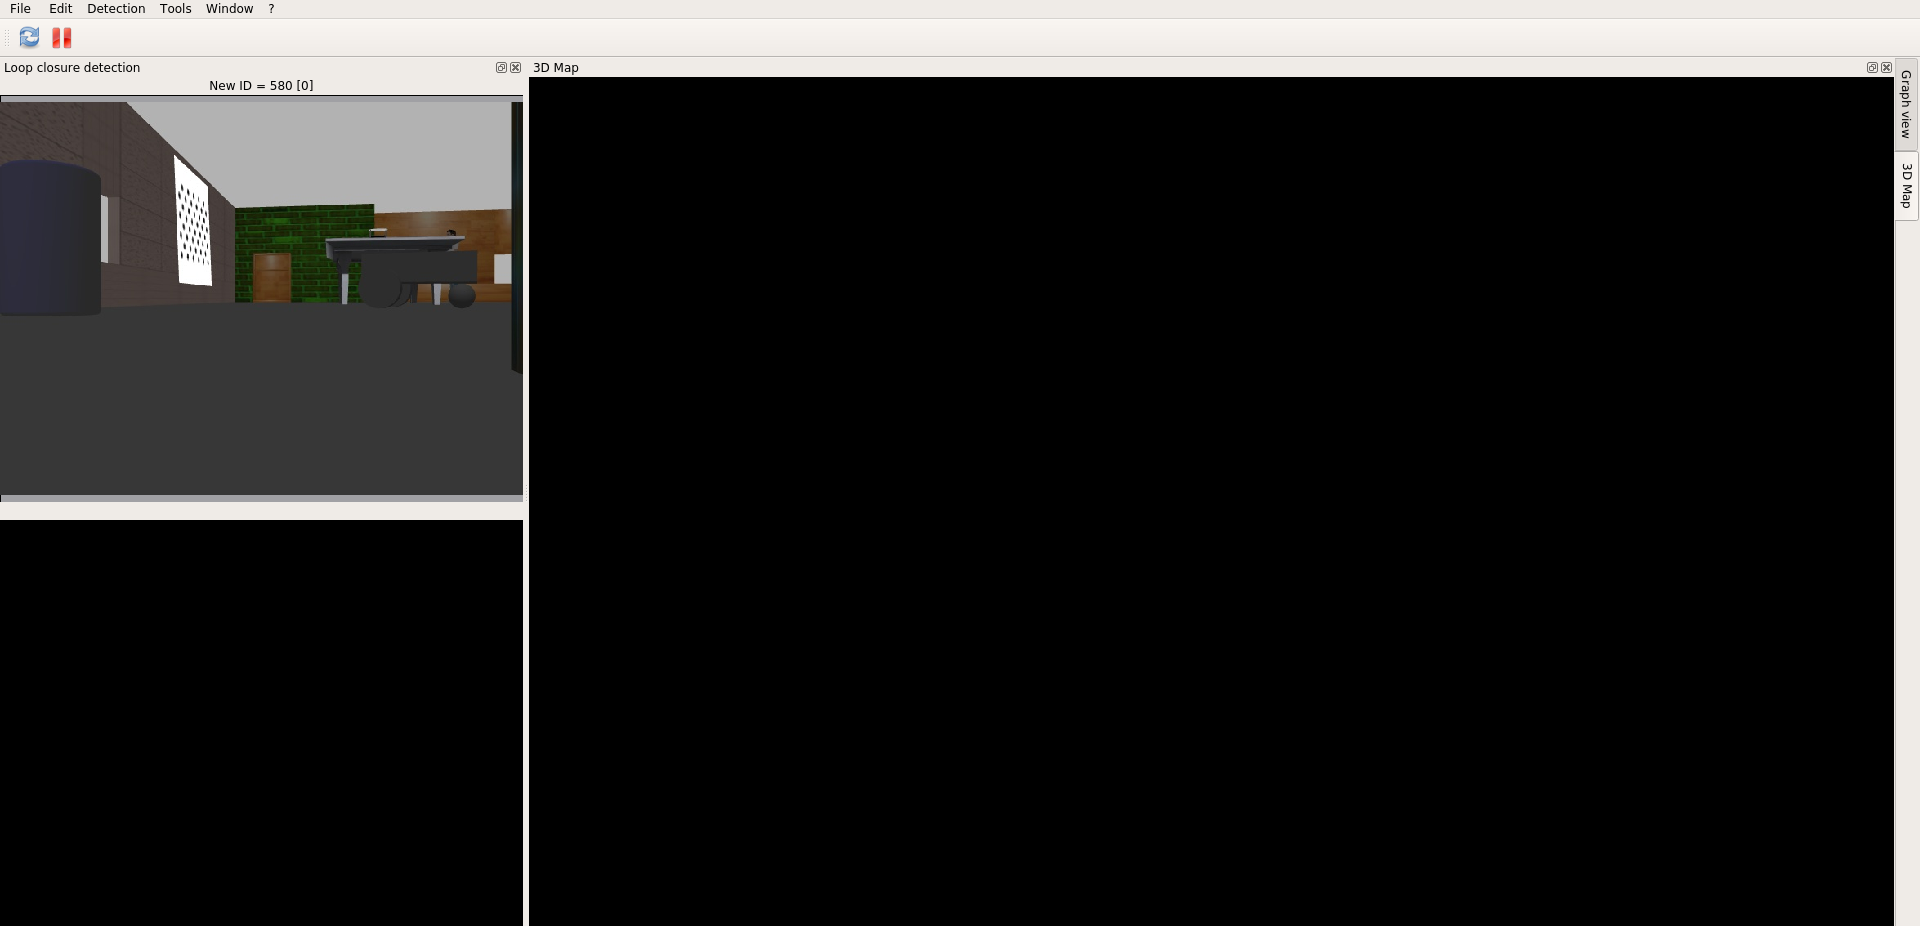 File Edit Detection Tools Window ?
Loop closure detection
New ID = 580 [0]
3D Map
Graph view
3D Map